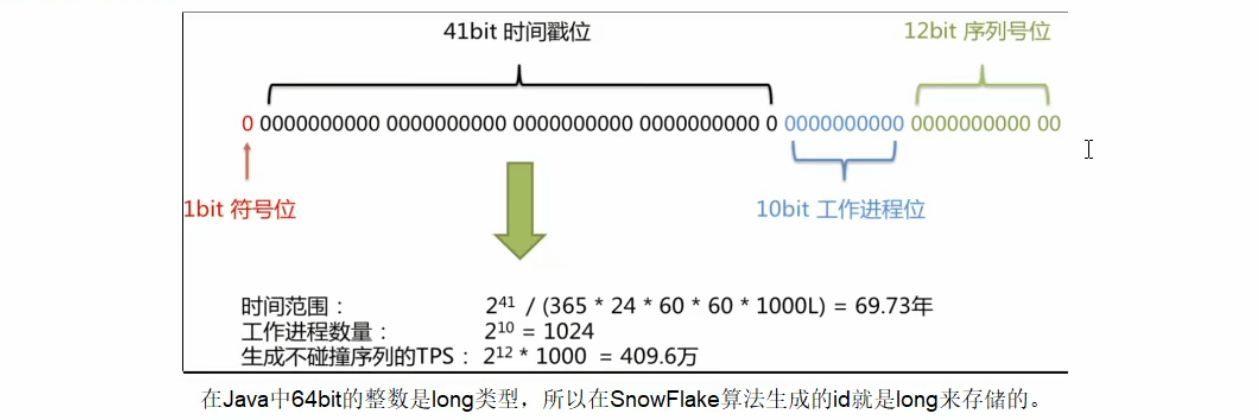 41bit 时间戳位
12bit 序列号位
0 0000000000 0000000000 0000000000 0000000000 0 0000000000 0000000000 00
1bit 符号位
10bit 工作进程位
时间范围： 2⁴¹ / (365 * 24 * 60 * 60 * 1000L) = 69.73年
工作进程数量： 2¹⁰ = 1024
生成不碰撞序列的TPS： 2¹² * 1000 = 409.6万
在Java中64bit的整数是long类型，所以在SnowFlake算法生成的id就是long来存储的。